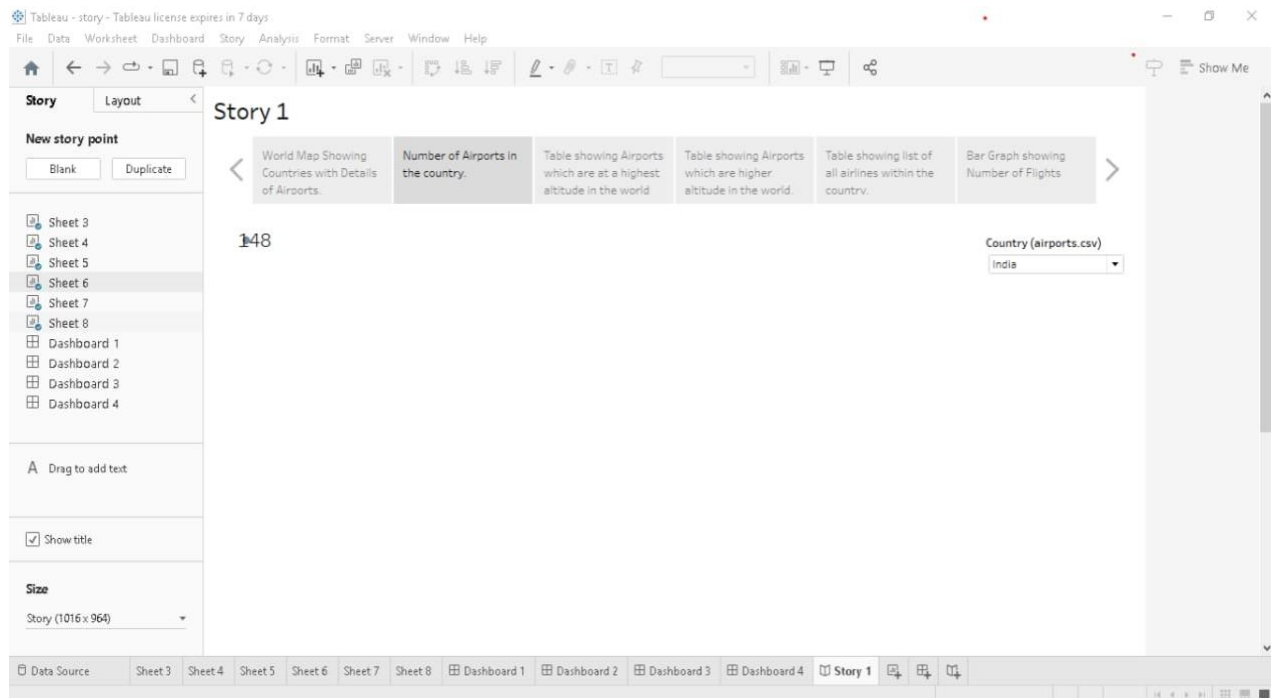 Tableau - story - Tableau license expires in 7 days
File Data Worksheet Dashboard Story Analysis Format Server Window Help
Show Me
Story Layout
New story point
Blank Duplicate
Sheet 3
Sheet 4
Sheet 5
Sheet 6
Sheet 7
Sheet 8
Dashboard 1
Dashboard 2
Dashboard 3
Dashboard 4
A Drag to add text
Show title
Size
Story (1016 x 964)
Story 1
World Map Showing
Countries with Details
of Airports.
Number of Airports in
the country.
Table showing Airports
which are at a highest
altitude in the world
Table showing Airports
which are higher
altitude in the world.
Table showing list of
all airlines within the
country.
Bar Graph showing
Number of Flights
148
Country (airports.csv)
India
Data Source Sheet 3 Sheet 4 Sheet 5 Sheet 6 Sheet 7 Sheet 8 Dashboard 1 Dashboard 2 Dashboard 3 Dashboard 4 Story 1